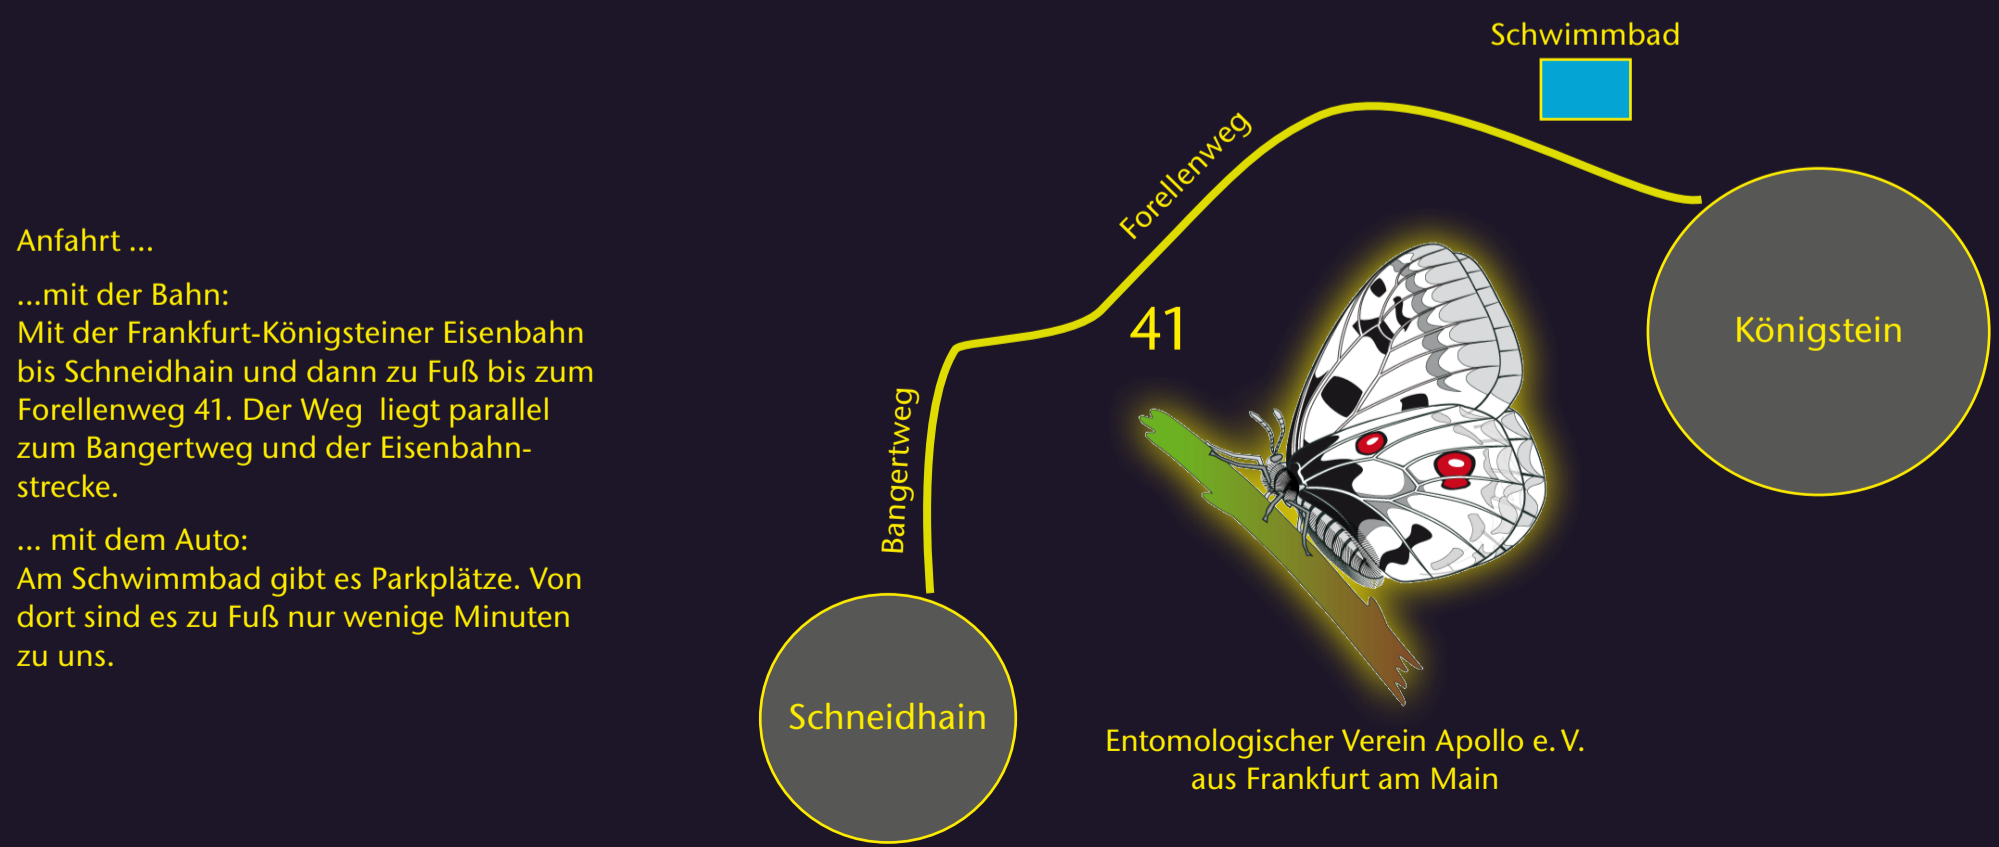 Anfahrt ...
...mit der Bahn:
Mit der Frankfurt-Königsteiner Eisenbahn
bis Schneidhain und dann zu Fuß bis zum
Forellenweg 41. Der Weg  liegt parallel
zum Bangertweg und der Eisenbahn-
strecke.
... mit dem Auto:
Am Schwimmbad gibt es Parkplätze. Von
dort sind es zu Fuß nur wenige Minuten
zu uns.
Schwimmbad
Forellenweg
41
Königstein
Bangertweg
Schneidhain
Entomologischer Verein Apollo e. V.
aus Frankfurt am Main